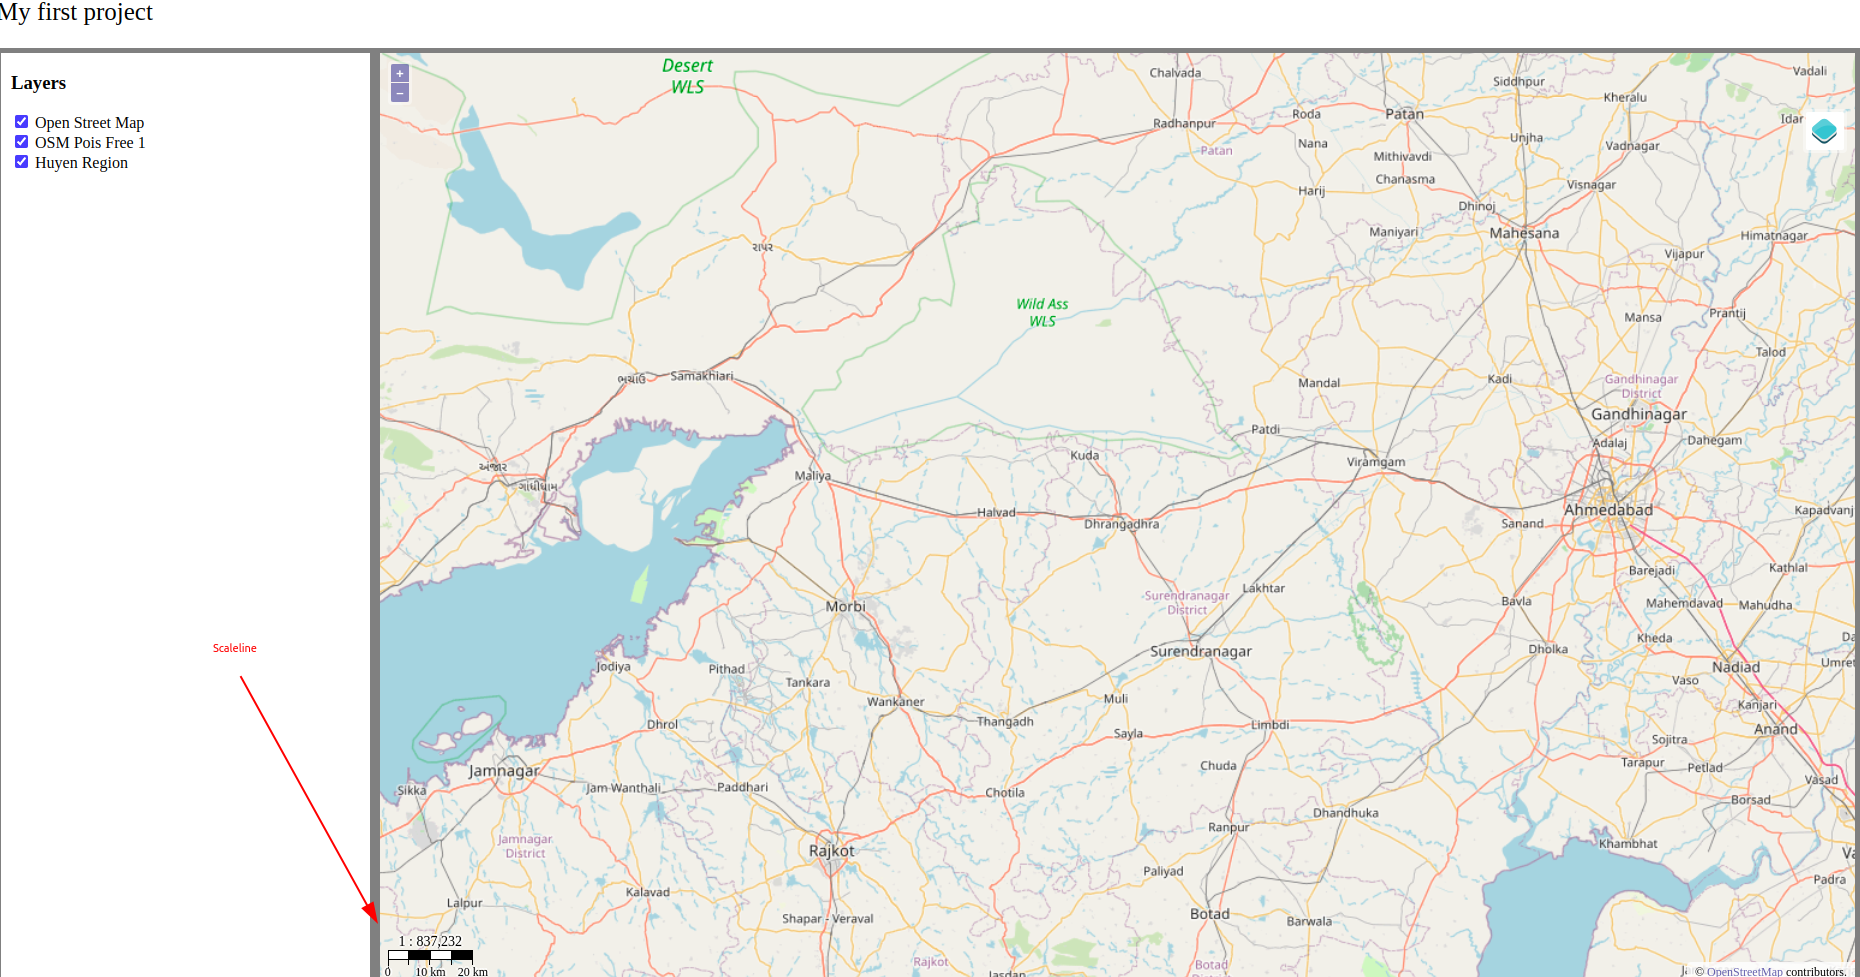 My first project
Layers
Open Street Map
OSM Pois Free 1
Huyen Region
Scaleline
+
−
Desert
WLS
Chalvada
Siddhpur
Vadali
Kheralu
Radhanpur
Roda
Patan
Idar
Unjha
Patan
Nana
Vadnagar
Mithivavdi
Chanasma
Harij
Visnagar
Dhinoj
Maniyari
Mahesana
Himatnagar
રાપર
Vijapur
Wild Ass
WLS
Mansa
Prantij
Talod
ભચાઉ
Samakhiari
Mandal
Kadi
Gandhinagar
District
Gandhinagar
Patdi
Adalaj
Dahegam
Kuda
અંજાર
Maliya
Viramgam
ગાંધીધામ
Halvad
Dhrangadhra
Sanand
Ahmedabad
Kapadvanj
Barejadi
Kathlal
Lakhtar
Surendranagar
District
Morbi
Bavla
Mahemdavad
Mahudha
Kheda
Surendranagar
Dholka
Jodiya
Pithad
Nadiad
Umret
Tankara
Vaso
Wankaner
Muli
Kanjari
Dhrol
Thangadh
Sayla
Limbdi
Anand
Sojitra
Jamnagar
Chuda
Tarapur
Petlad
Vasad
Sikka
Jam Wanthali
Paddhari
Chotila
Borsad
Dhandhuka
Ranpur
Jamnagar
District
Rajkot
Khambhat
Paliyad
Padra
Kalavad
Lalpur
Shapar - Veraval
Botad
Barwala
1 : 837,232
0 10 km 20 km
Rajkot
Jasdan
Botad
© OpenStreetMap contributors.